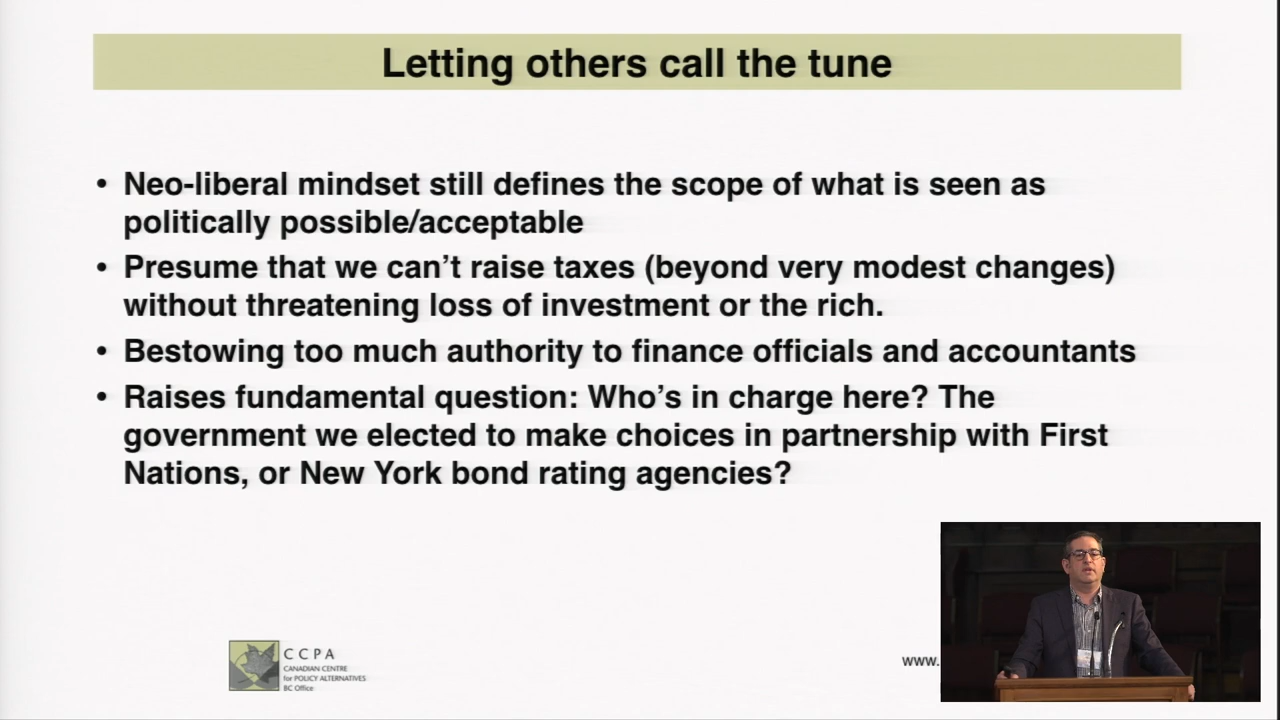 Letting others call the tune
• Neo-liberal mindset still defines the scope of what is seen as
politically possible/acceptable
• Presume that we can’t raise taxes (beyond very modest changes)
without threatening loss of investment or the rich.
• Bestowing too much authority to finance officials and accountants
• Raises fundamental question: Who’s in charge here? The
government we elected to make choices in partnership with First
Nations, or New York bond rating agencies?
CCPA
CANADIAN CENTRE
for POLICY ALTERNATIVES
BC Office
www.